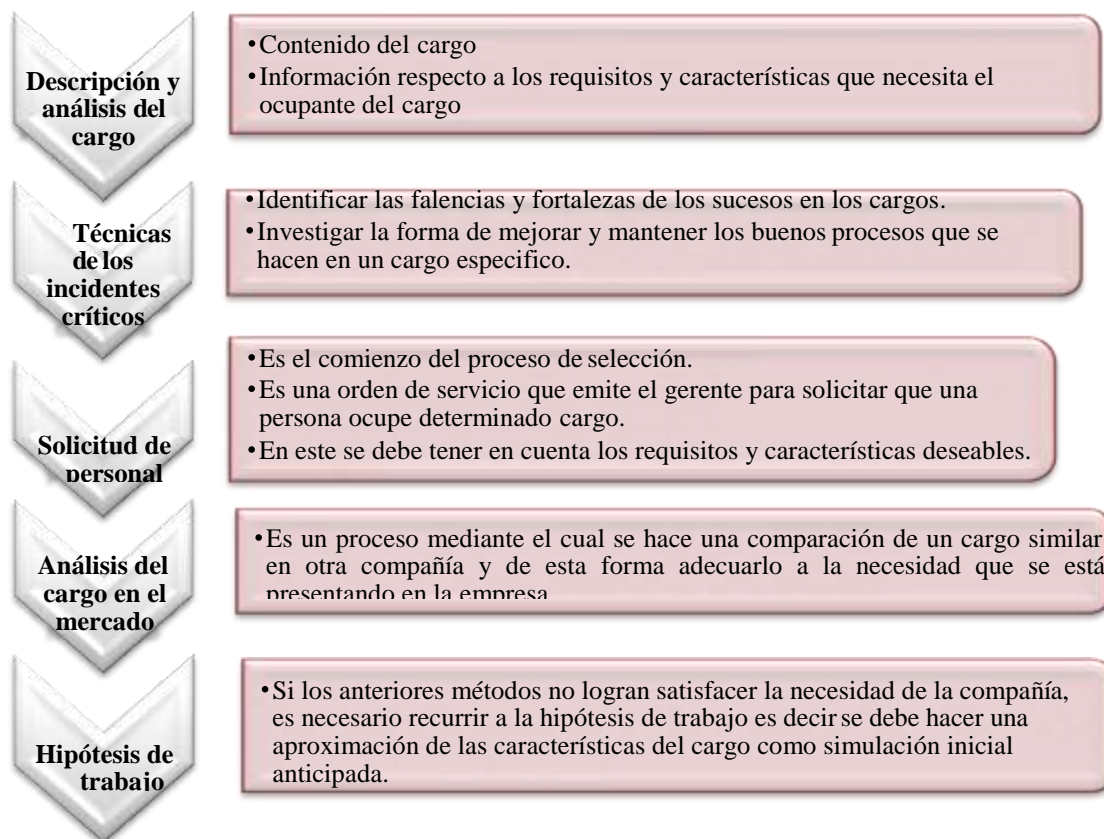 Descripción y
análisis del
cargo
•Contenido del cargo
•Información respecto a los requisitos y características que necesita el
ocupante del cargo
Técnicas
de los
incidentes
críticos
•Identificar las falencias y fortalezas de los sucesos en los cargos.
•Investigar la forma de mejorar y mantener los buenos procesos que se
hacen en un cargo especifico.
Solicitud de
personal
•Es el comienzo del proceso de selección.
•Es una orden de servicio que emite el gerente para solicitar que una
persona ocupe determinado cargo.
•En este se debe tener en cuenta los requisitos y características deseables.
Análisis del
cargo en el
mercado
•Es un proceso mediante el cual se hace una comparación de un cargo similar
en otra compañía y de esta forma adecuarlo a la necesidad que se está
presentando en la empresa
Hipótesis de
trabajo
•Si los anteriores métodos no logran satisfacer la necesidad de la compañía,
es necesario recurrir a la hipótesis de trabajo es decir se debe hacer una
aproximación de las características del cargo como simulación inicial
anticipada.